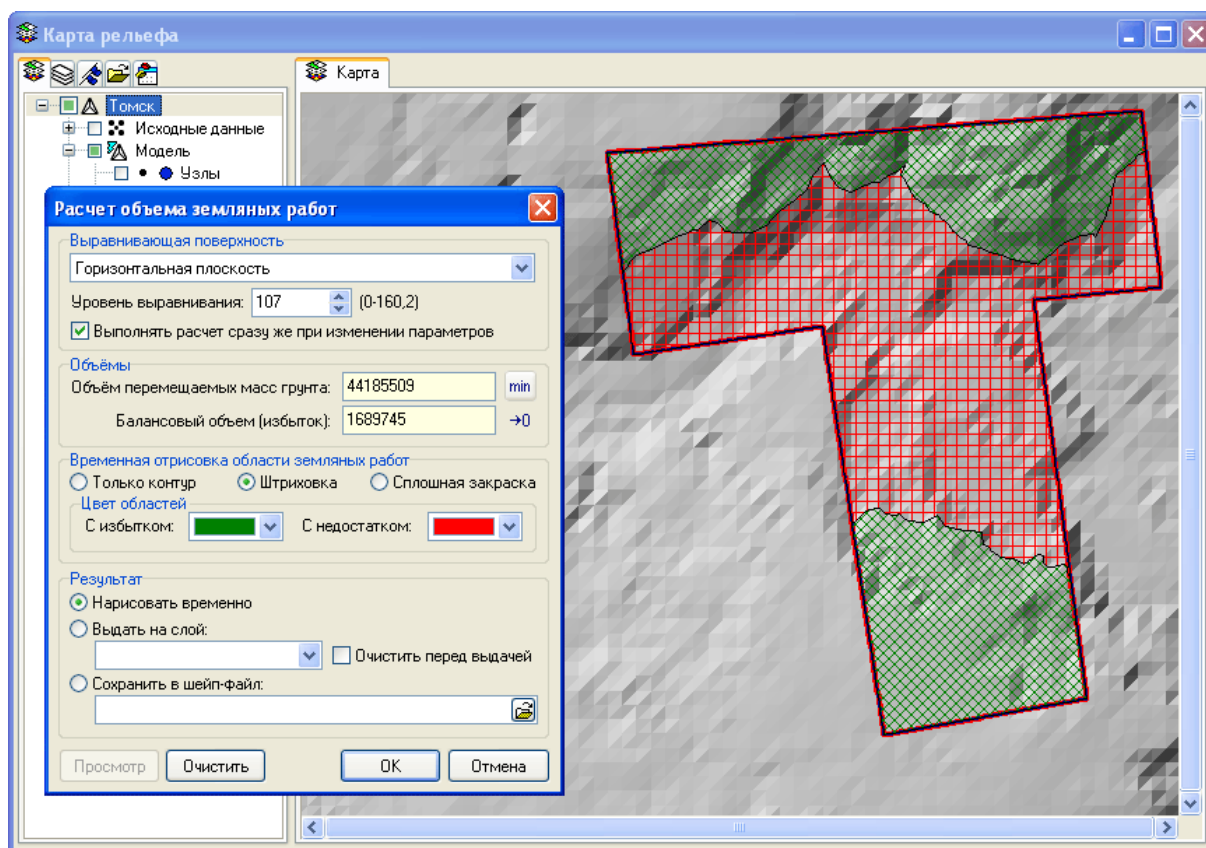 Карта рельефа
Карта
Томск
Исходные данные
Модель
Узлы
Расчет объема земляных работ
Выравнивающая поверхность
Горизонтальная плоскость
Уровень выравнивания: 107 (0-160,2)
Выполнять расчет сразу же при изменении параметров
Объёмы
Объём перемещаемых масс грунта: 44185509 min
Балансовый объем (избыток): 1689745 →0
Временная отрисовка области земляных работ
Только контур Штриховка Сплошная закраска
Цвет областей
С избытком: С недостатком:
Результат
Нарисовать временно
Выдать на слой:
Очистить перед выдачей
Сохранить в шейп-файл:
Просмотр Очистить OK Отмена